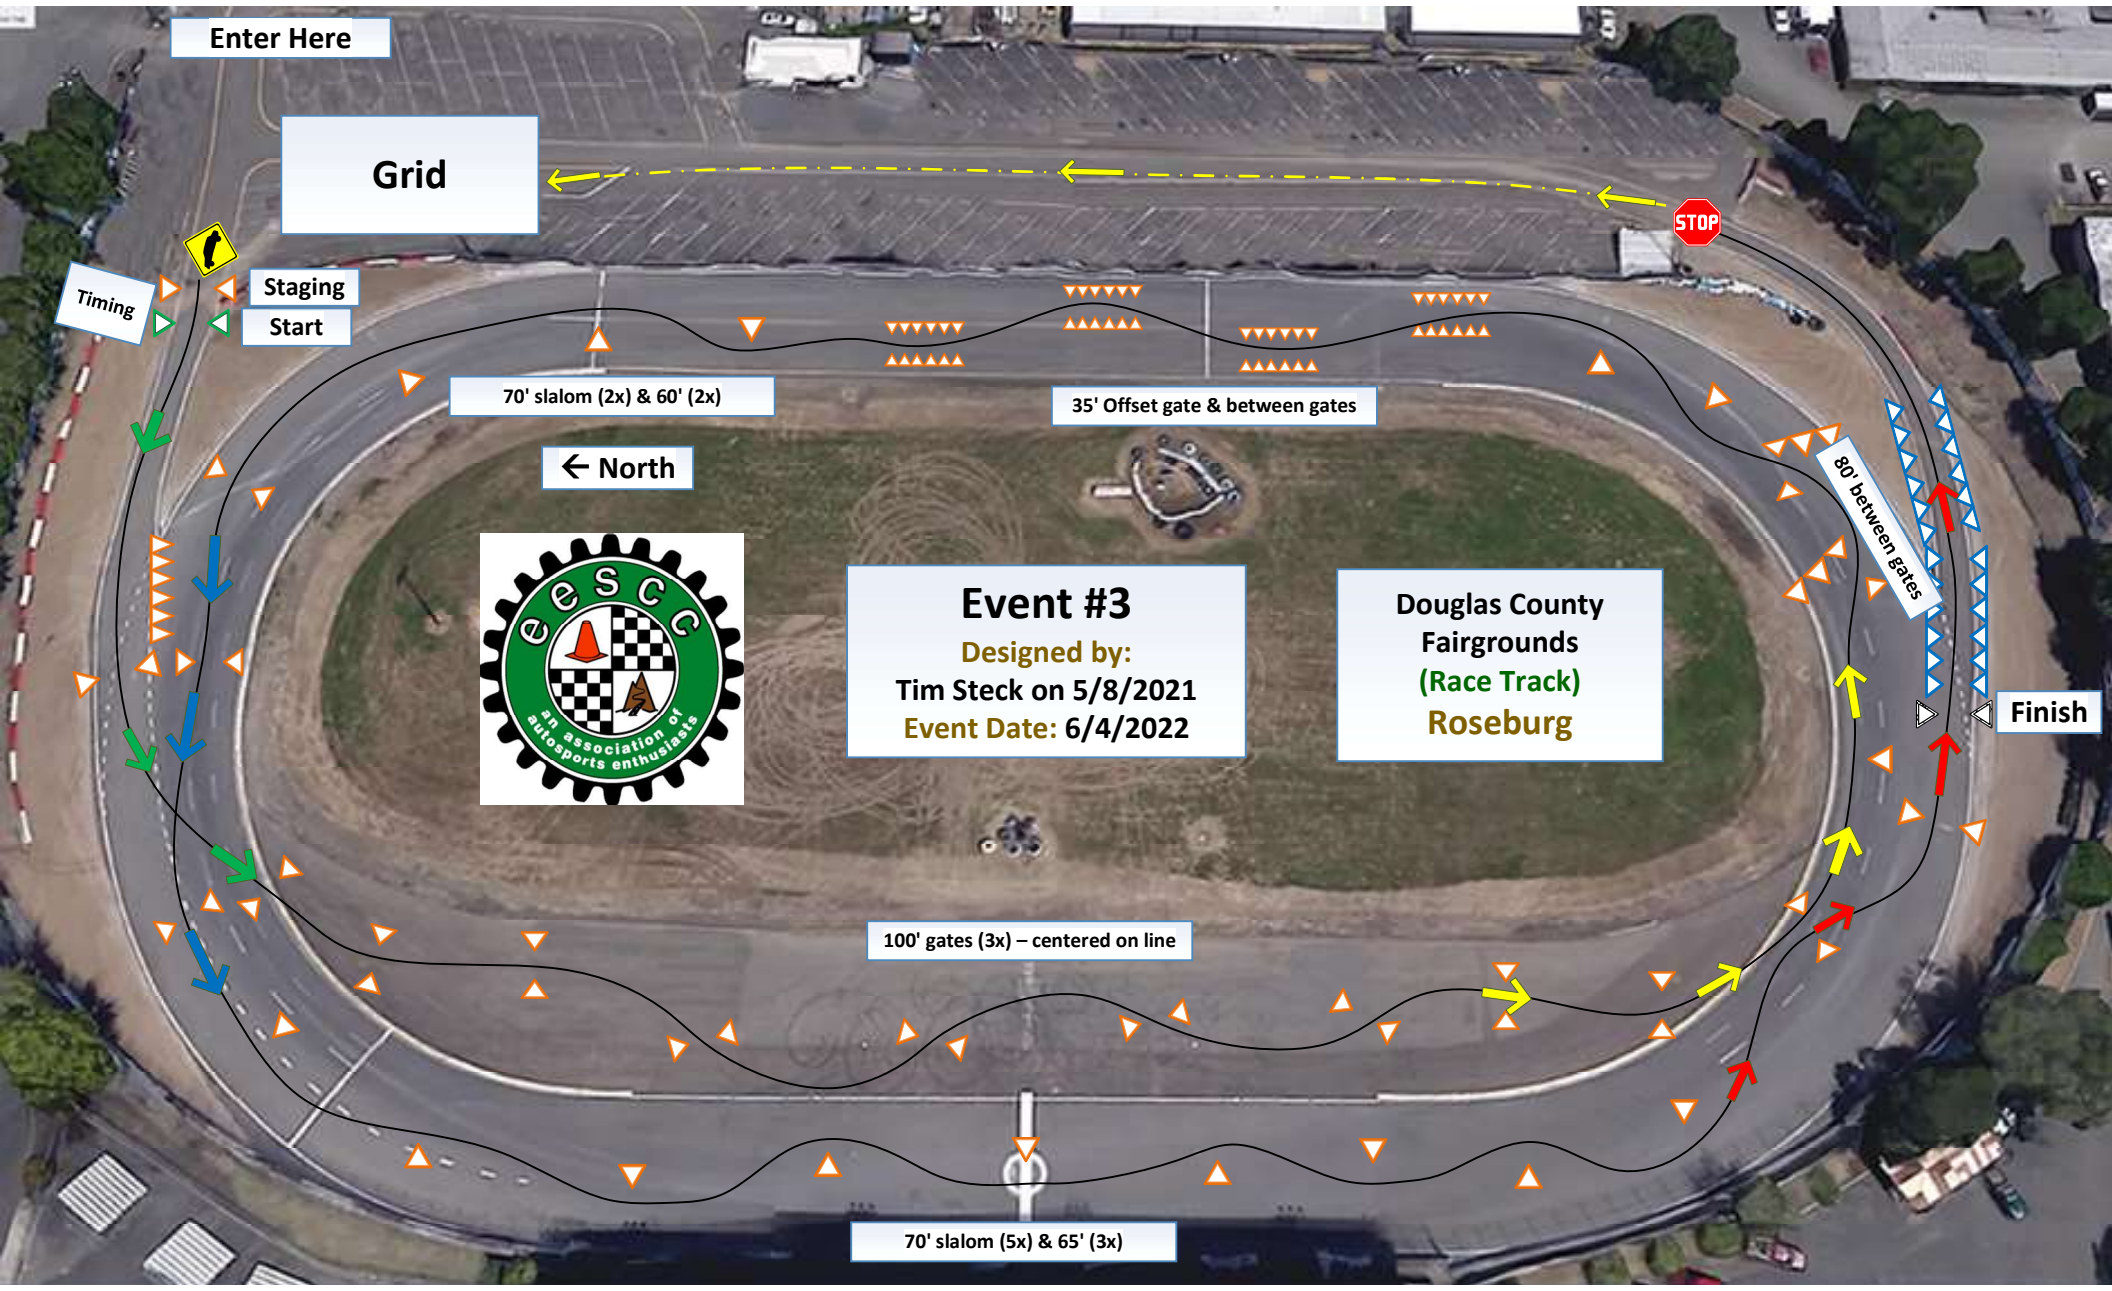 Enter Here
Grid
STOP
Timing
Staging
Start
70' slalom (2x) & 60' (2x)
35' Offset gate & between gates
← North
80' between gates
eescc
an association of
autosports enthusiasts
Event #3
Designed by:
Tim Steck on 5/8/2021
Event Date: 6/4/2022
Douglas County
Fairgrounds
(Race Track)
Roseburg
Finish
100' gates (3x) – centered on line
70' slalom (5x) & 65' (3x)